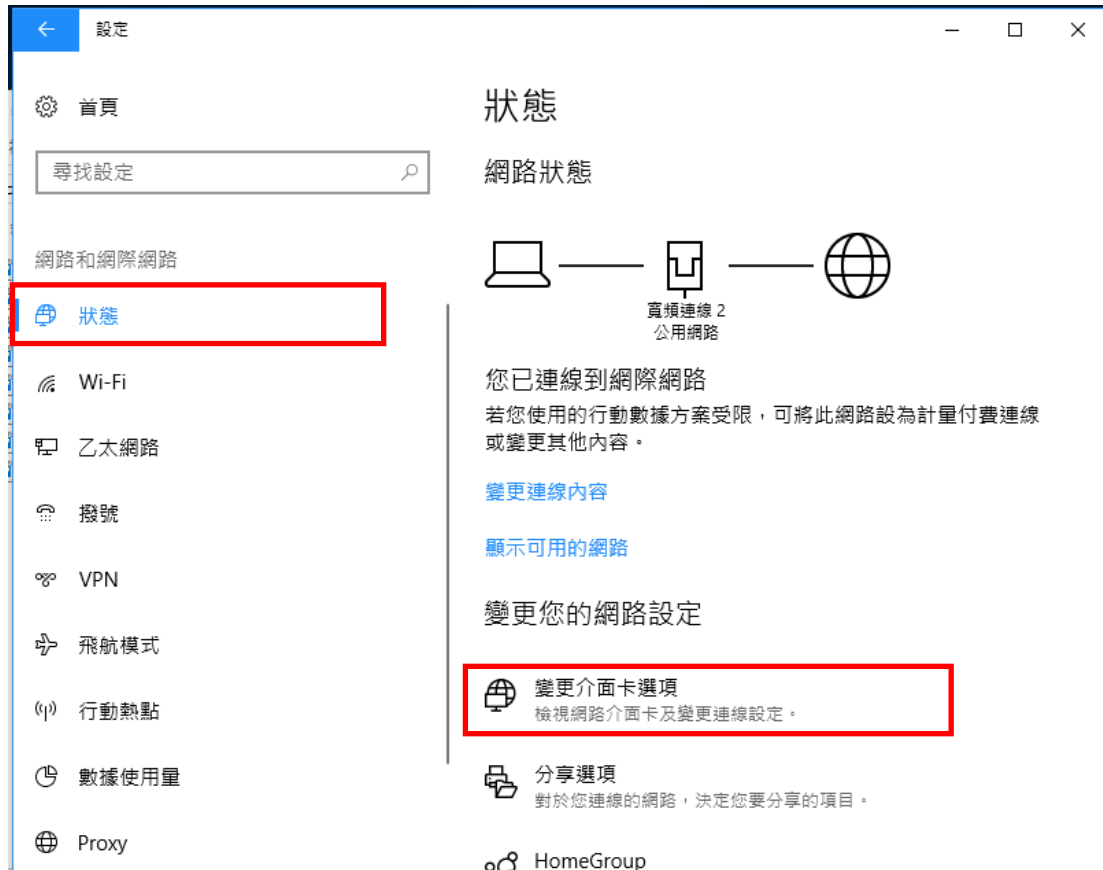 設定
首頁
尋找設定
網路和網際網路
狀態
Wi-Fi
乙太網路
撥號
VPN
飛航模式
行動熱點
數據使用量
Proxy
狀態
網路狀態
寬頻連線 2
公用網路
您已連線到網際網路
若您使用的行動數據方案受限，可將此網路設為計量付費連線
或變更其他內容。
變更連線內容
顯示可用的網路
變更您的網路設定
變更介面卡選項
檢視網路介面卡及變更連線設定。
分享選項
對於您連線的網路，決定您要分享的項目。
HomeGroup